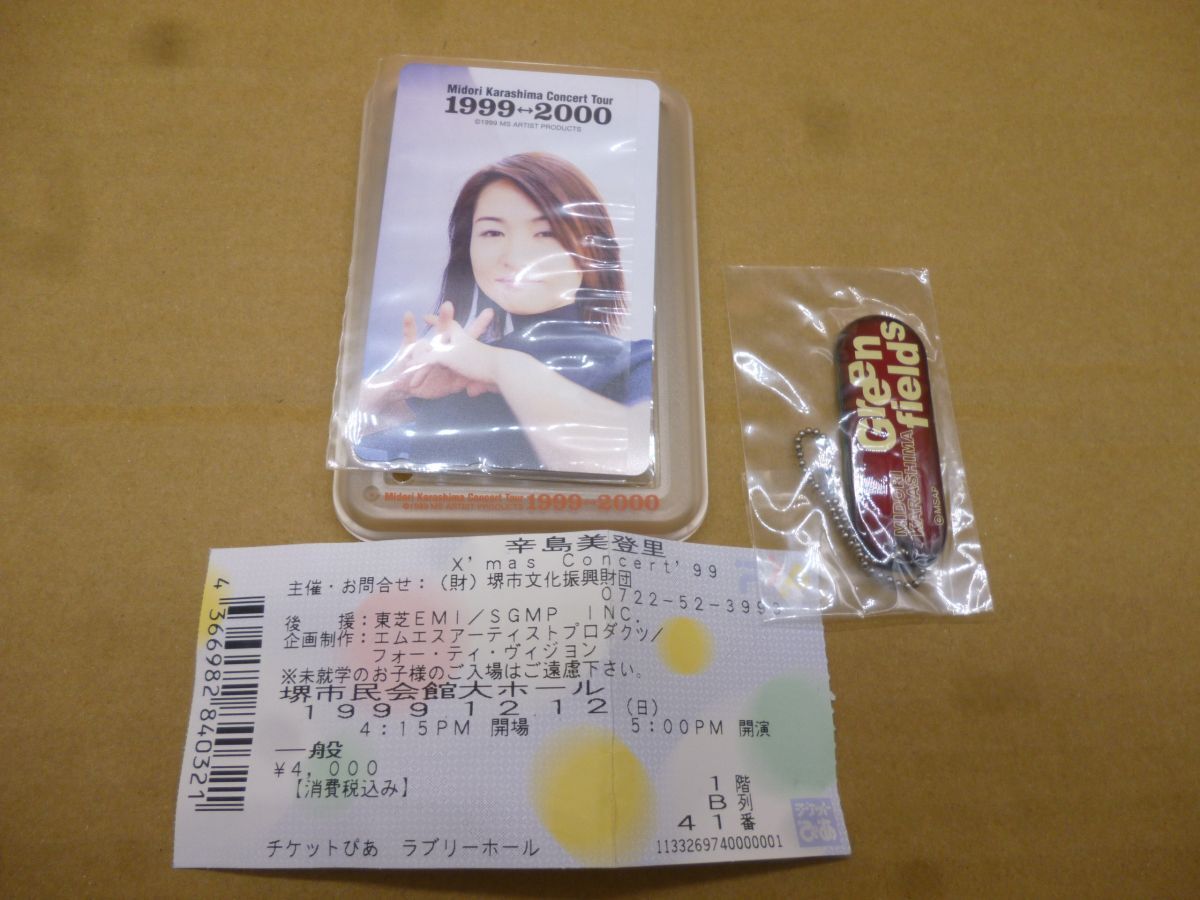 Midori Karashima Concert Tour
1999↔2000
©1999 MS ARTIST PRODUCTS
Midori Karashima Concert Tour 1999↔2000
©1999 MS ARTIST PRODUCTS
Green
fields
MIDORI
KARASHIMA
©MSAP
辛島美登里
X'mas Concert'99
主催・お問合せ:(財)堺市文化振興財団
0722-52-399
後 援:東芝EMI/SGMP INC.
企画制作:エムエスアーティストプロダクツ/
フォー・ティ・ヴィジョン
※未就学のお子様のご入場はご遠慮下さい。
堺市民会館大ホール
1999 12.12(日)
4:15PM 開場 5:00PM 開演
一般
¥4,000
【消費税込み】
1階
B列
41番
チケットぴあ ラブリーホール
1133269740000001
4 366982 840321